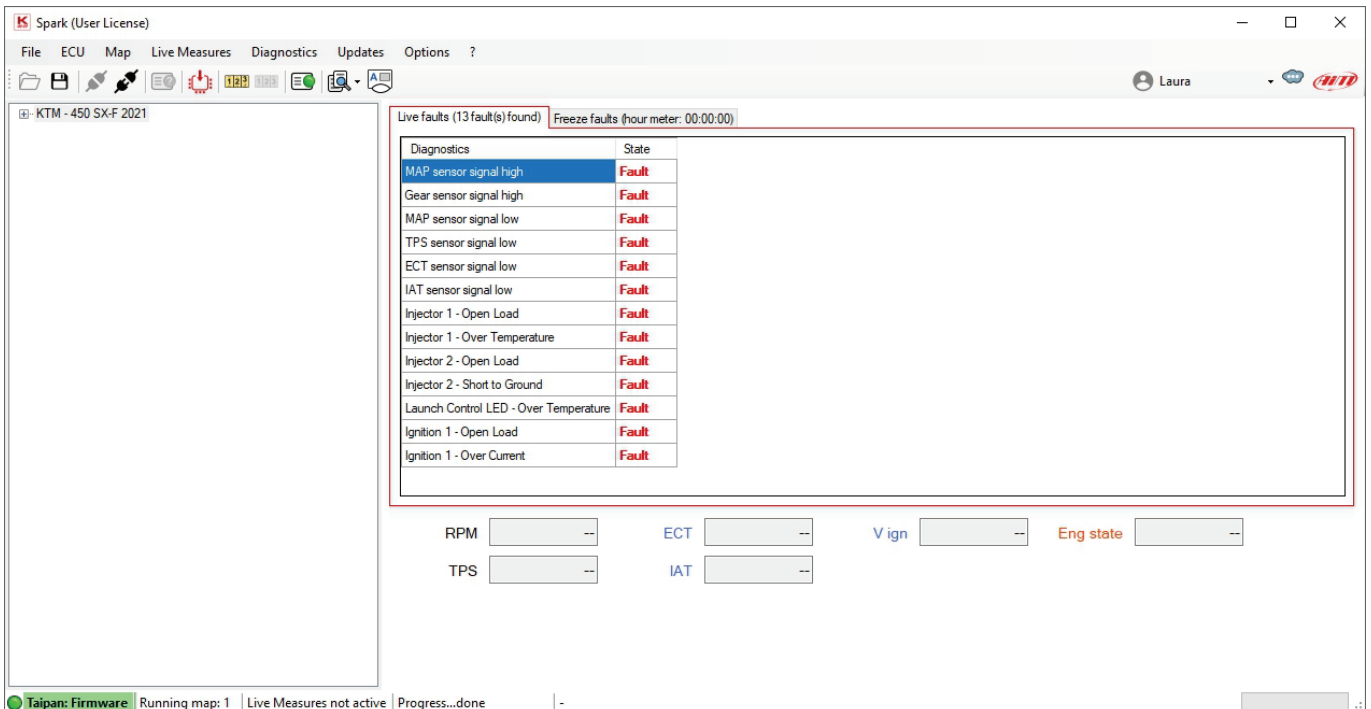 K Spark (User License)
File ECU Map Live Measures Diagnostics Updates Options ?
Laura AiM
KTM - 450 SX-F 2021
Live faults (13 fault(s) found) Freeze faults (hour meter: 00:00:00)
Diagnostics State
MAP sensor signal high Fault
Gear sensor signal high Fault
MAP sensor signal low Fault
TPS sensor signal low Fault
ECT sensor signal low Fault
IAT sensor signal low Fault
Injector 1 - Open Load Fault
Injector 1 - Over Temperature Fault
Injector 2 - Open Load Fault
Injector 2 - Short to Ground Fault
Launch Control LED - Over Temperature Fault
Ignition 1 - Open Load Fault
Ignition 1 - Over Current Fault
RPM -- ECT -- V ign -- Eng state --
TPS -- IAT --
Taipan: Firmware Running map: 1 Live Measures not active Progress...done -